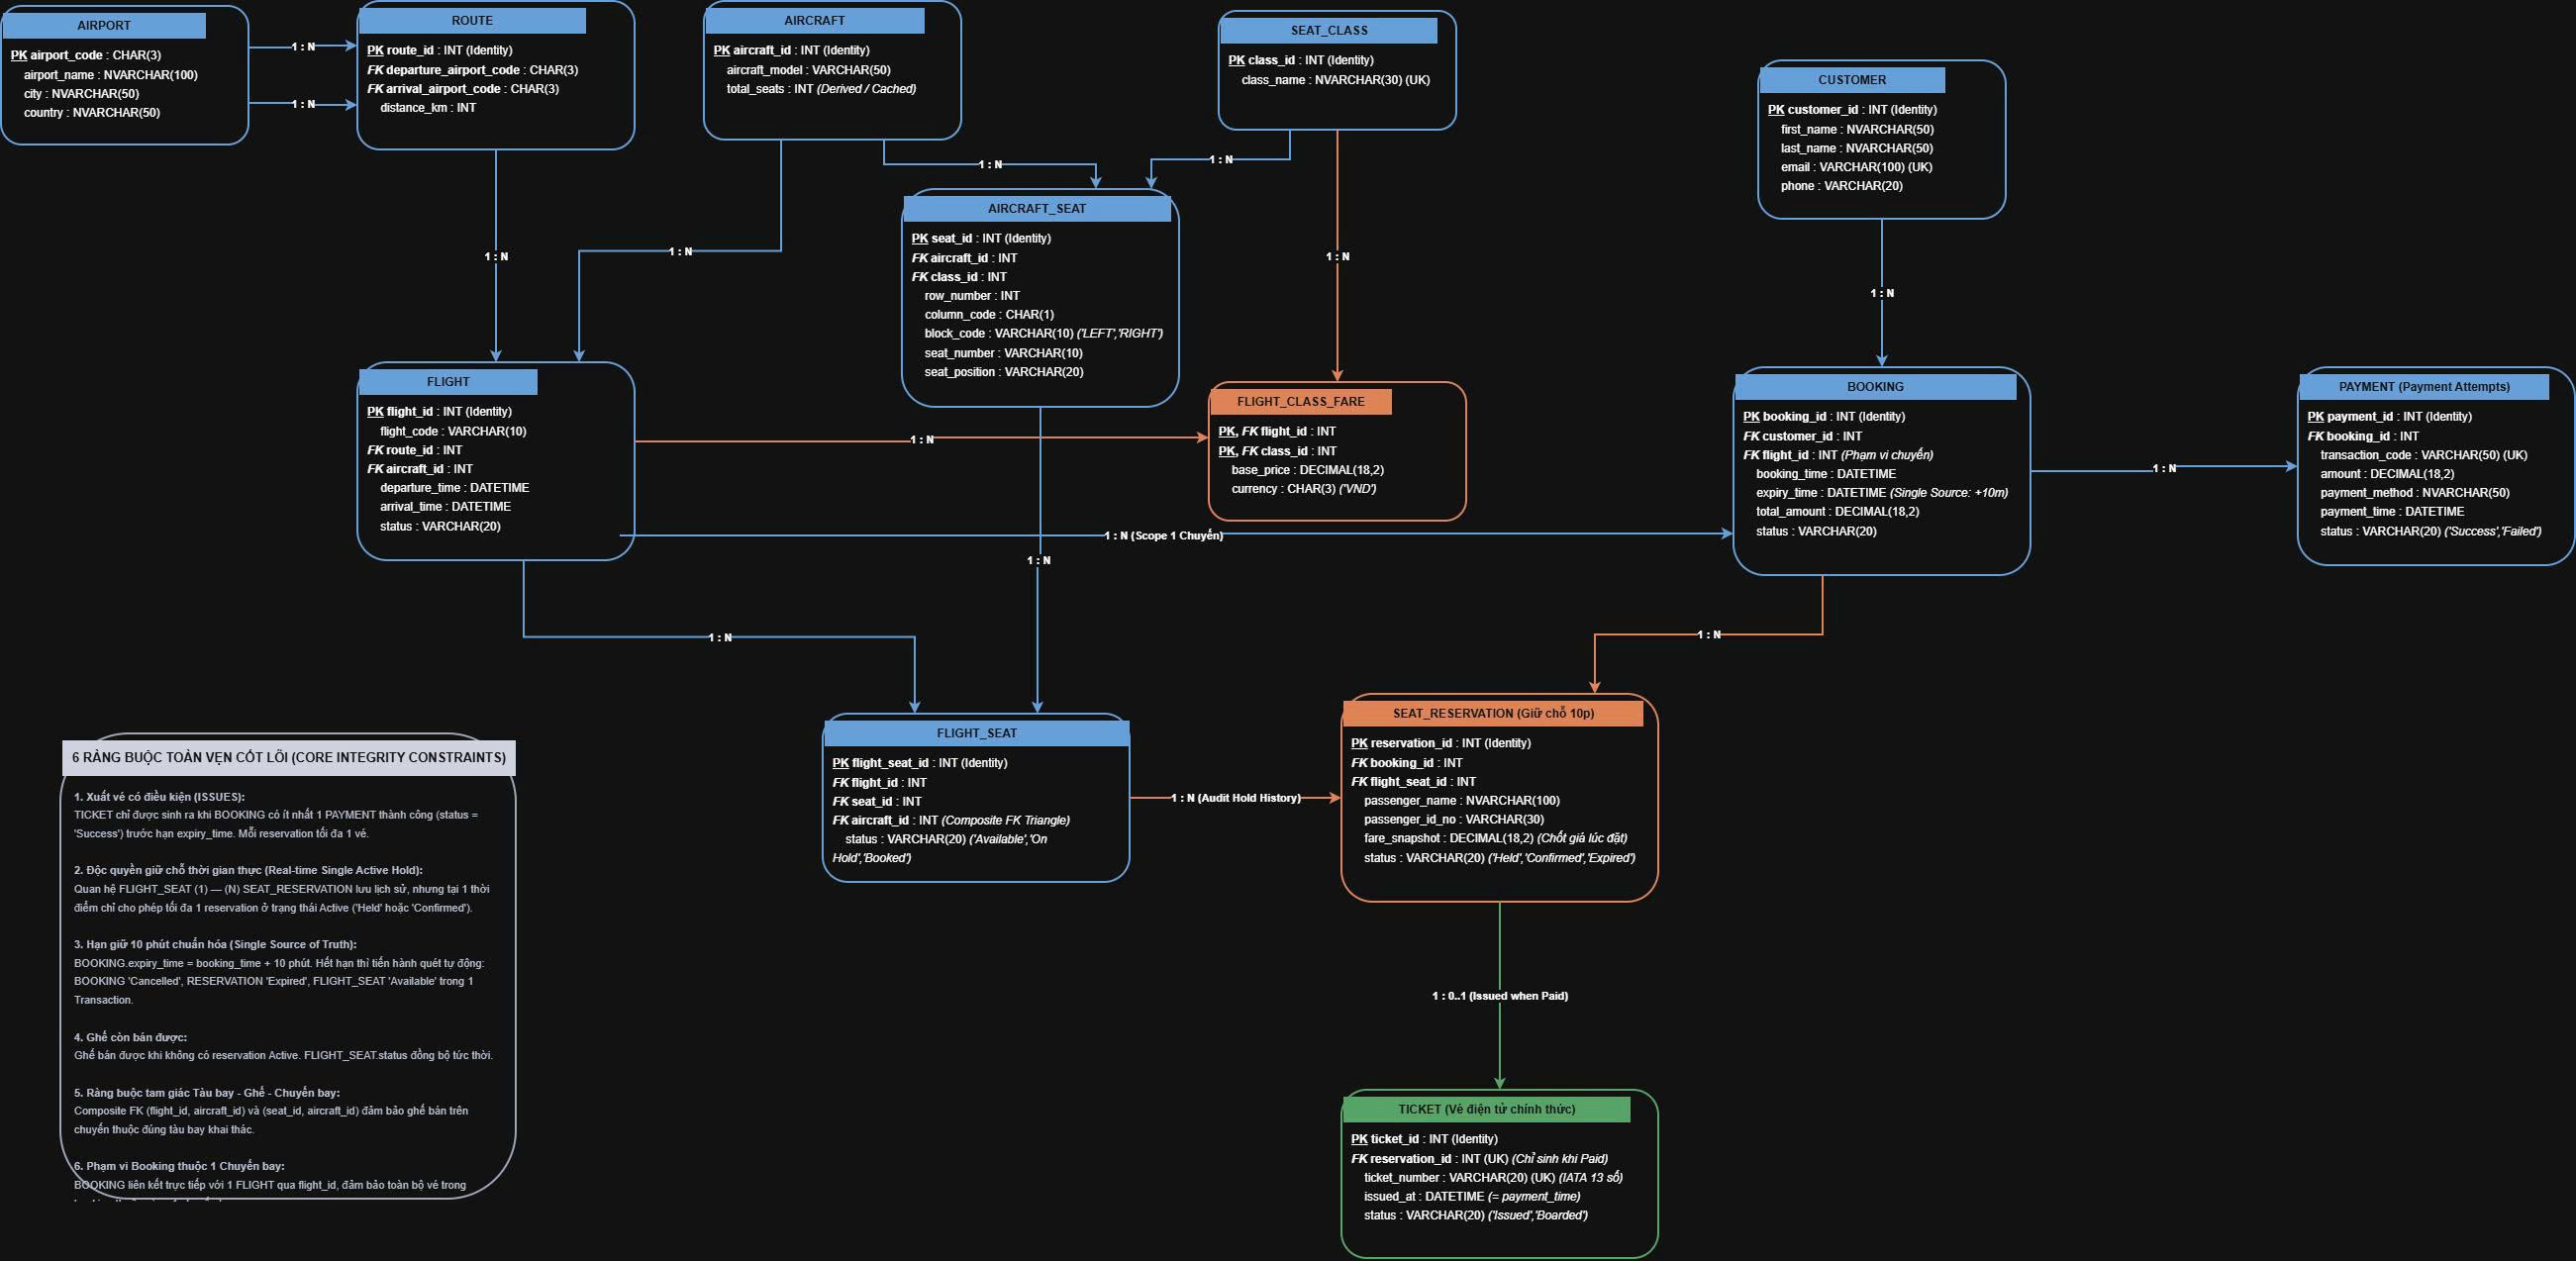 AIRPORT
PK airport_code : CHAR(3)
airport_name : NVARCHAR(100)
city : NVARCHAR(50)
country : NVARCHAR(50)
1 : N
1 : N
ROUTE
PK route_id : INT (Identity)
FK departure_airport_code : CHAR(3)
FK arrival_airport_code : CHAR(3)
distance_km : INT
AIRCRAFT
PK aircraft_id : INT (Identity)
aircraft_model : VARCHAR(50)
total_seats : INT (Derived / Cached)
SEAT_CLASS
PK class_id : INT (Identity)
class_name : NVARCHAR(30) (UK)
CUSTOMER
PK customer_id : INT (Identity)
first_name : NVARCHAR(50)
last_name : NVARCHAR(50)
email : VARCHAR(100) (UK)
phone : VARCHAR(20)
1 : N
1 : N
AIRCRAFT_SEAT
PK seat_id : INT (Identity)
FK aircraft_id : INT
FK class_id : INT
row_number : INT
column_code : CHAR(1)
block_code : VARCHAR(10) ('LEFT','RIGHT')
seat_number : VARCHAR(10)
seat_position : VARCHAR(20)
1 : N
1 : N
1 : N
1 : N
FLIGHT
PK flight_id : INT (Identity)
flight_code : VARCHAR(10)
FK route_id : INT
FK aircraft_id : INT
departure_time : DATETIME
arrival_time : DATETIME
status : VARCHAR(20)
1 : N
FLIGHT_CLASS_FARE
PK, FK flight_id : INT
PK, FK class_id : INT
base_price : DECIMAL(18,2)
currency : CHAR(3) ('VND')
BOOKING
PK booking_id : INT (Identity)
FK customer_id : INT
FK flight_id : INT (Phạm vi chuyến)
booking_time : DATETIME
expiry_time : DATETIME (Single Source: +10m)
total_amount : DECIMAL(18,2)
status : VARCHAR(20)
1 : N
PAYMENT (Payment Attempts)
PK payment_id : INT (Identity)
FK booking_id : INT
transaction_code : VARCHAR(50) (UK)
amount : DECIMAL(18,2)
payment_method : NVARCHAR(50)
payment_time : DATETIME
status : VARCHAR(20) ('Success','Failed')
1 : N (Scope 1 Chuyến)
1 : N
1 : N
1 : N
FLIGHT_SEAT
PK flight_seat_id : INT (Identity)
FK flight_id : INT
FK seat_id : INT
FK aircraft_id : INT (Composite FK Triangle)
status : VARCHAR(20) ('Available','On
Hold','Booked')
1 : N (Audit Hold History)
SEAT_RESERVATION (Giữ chỗ 10p)
PK reservation_id : INT (Identity)
FK booking_id : INT
FK flight_seat_id : INT
passenger_name : NVARCHAR(100)
passenger_id_no : VARCHAR(30)
fare_snapshot : DECIMAL(18,2) (Chốt giá lúc đặt)
status : VARCHAR(20) ('Held','Confirmed','Expired')
1 : 0..1 (Issued when Paid)
TICKET (Vé điện tử chính thức)
PK ticket_id : INT (Identity)
FK reservation_id : INT (UK) (Chỉ sinh khi Paid)
ticket_number : VARCHAR(20) (UK) (IATA 13 số)
issued_at : DATETIME (= payment_time)
status : VARCHAR(20) ('Issued','Boarded')
6 RÀNG BUỘC TOÀN VẸN CỐT LÕI (CORE INTEGRITY CONSTRAINTS)
1. Xuất vé có điều kiện (ISSUES):
TICKET chỉ được sinh ra khi BOOKING có ít nhất 1 PAYMENT thành công (status =
'Success') trước hạn expiry_time. Mỗi reservation tối đa 1 vé.
2. Độc quyền giữ chỗ thời gian thực (Real-time Single Active Hold):
Quan hệ FLIGHT_SEAT (1) — (N) SEAT_RESERVATION lưu lịch sử, nhưng tại 1 thời
điểm chỉ cho phép tối đa 1 reservation ở trạng thái Active ('Held' hoặc 'Confirmed').
3. Hạn giữ 10 phút chuẩn hóa (Single Source of Truth):
BOOKING.expiry_time = booking_time + 10 phút. Hết hạn thì tiến hành quét tự động:
BOOKING 'Cancelled', RESERVATION 'Expired', FLIGHT_SEAT 'Available' trong 1
Transaction.
4. Ghế còn bán được:
Ghế bán được khi không có reservation Active. FLIGHT_SEAT.status đồng bộ tức thời.
5. Ràng buộc tam giác Tàu bay - Ghế - Chuyến bay:
Composite FK (flight_id, aircraft_id) và (seat_id, aircraft_id) đảm bảo ghế bán trên
chuyến thuộc đúng tàu bay khai thác.
6. Phạm vi Booking thuộc 1 Chuyến bay:
BOOKING liên kết trực tiếp với 1 FLIGHT qua flight_id, đảm bảo toàn bộ vé trong